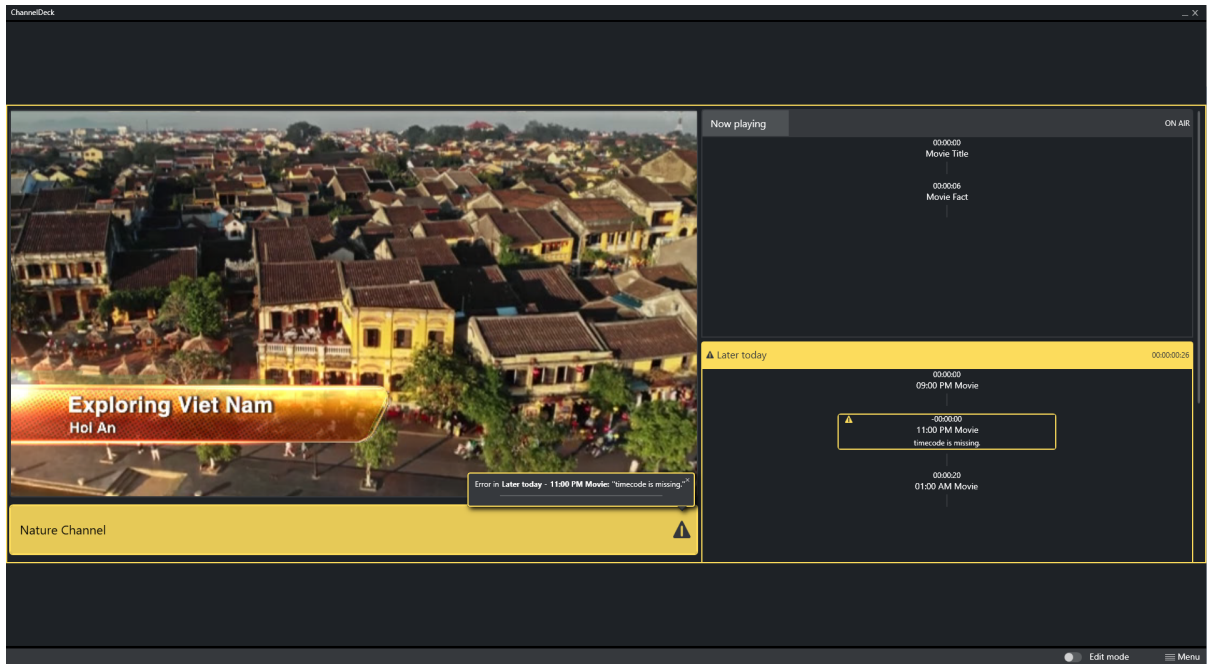 ChannelDeck
Now playing
ON AIR
00:00:00
Movie Title
00:00:06
Movie Fact
Later today
00:00:00:26
00:00:00
09:00 PM Movie
-00:00:00
11:00 PM Movie
timecode is missing.
00:00:20
01:00 AM Movie
Exploring Viet Nam
Hoi An
Error in Later today - 11:00 PM Movie: "timecode is missing."
Nature Channel
Edit mode
Menu